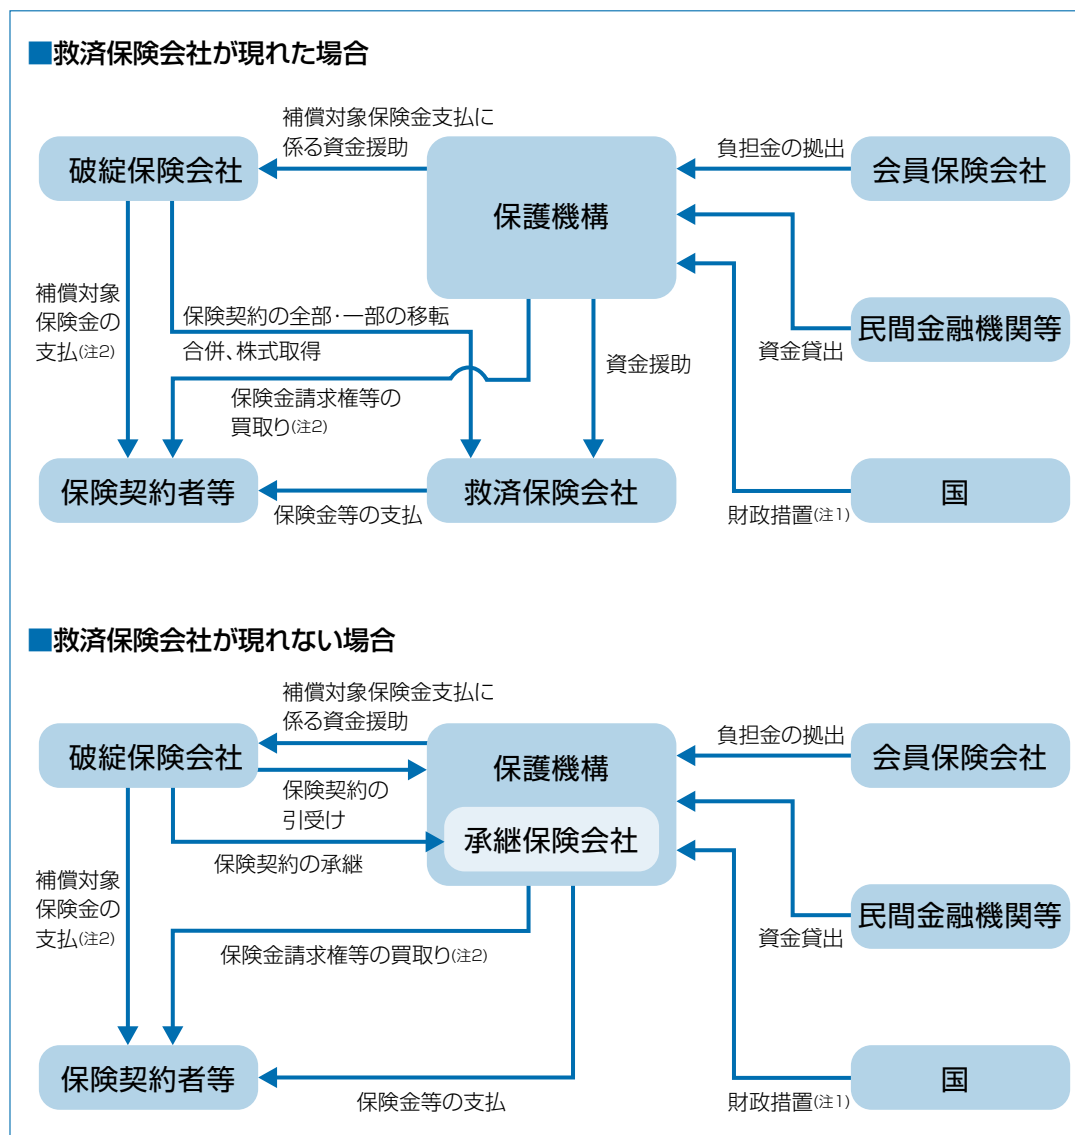 ■救済保険会社が現れた場合
補償対象保険金支払に
係る資金援助
負担金の拠出
破綻保険会社
保護機構
会員保険会社
補償対象
保険金の
支払(注2)
保険契約の全部・一部の移転
合併、株式取得
資金援助
民間金融機関等
資金貸出
保険金請求権等の
買取り(注2)
保険契約者等
救済保険会社
国
保険金等の支払
財政措置(注1)
■救済保険会社が現れない場合
補償対象保険金支払に
係る資金援助
負担金の拠出
破綻保険会社
保護機構
会員保険会社
保険契約の
引受け
承継保険会社
保険契約の承継
補償対象
保険金の
支払(注2)
民間金融機関等
資金貸出
保険金請求権等の買取り(注2)
保険契約者等
国
保険金等の支払
財政措置(注1)